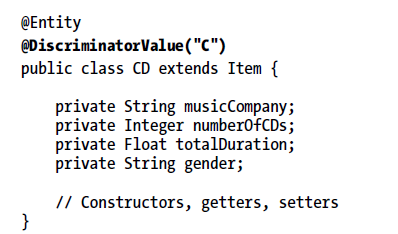 @Entity
@DiscriminatorValue("C")
public class CD extends Item {
private String musicCompany;
private Integer numberOfCDs;
private Float totalDuration;
private String gender;
// Constructors, getters, setters
}